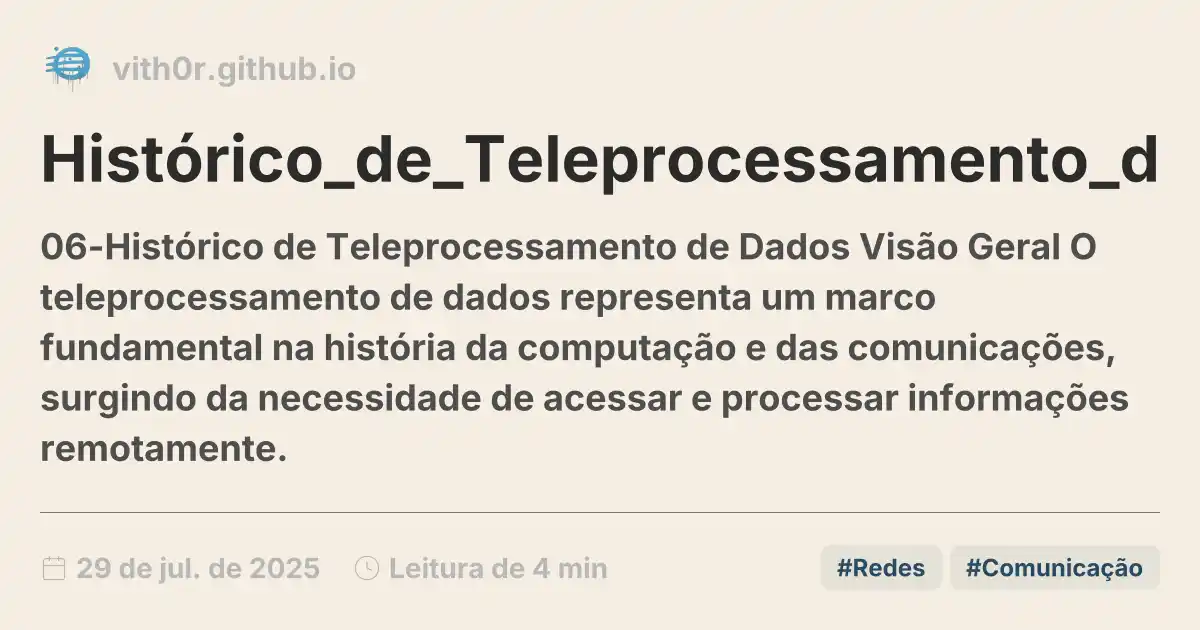 vith0r.github.io
Histórico_de_Teleprocessamento_d
06-Histórico de Teleprocessamento de Dados Visão Geral O
teleprocessamento de dados representa um marco
fundamental na história da computação e das comunicações,
surgindo da necessidade de acessar e processar informações
remotamente.
29 de jul. de 2025 Leitura de 4 min #Redes #Comunicação